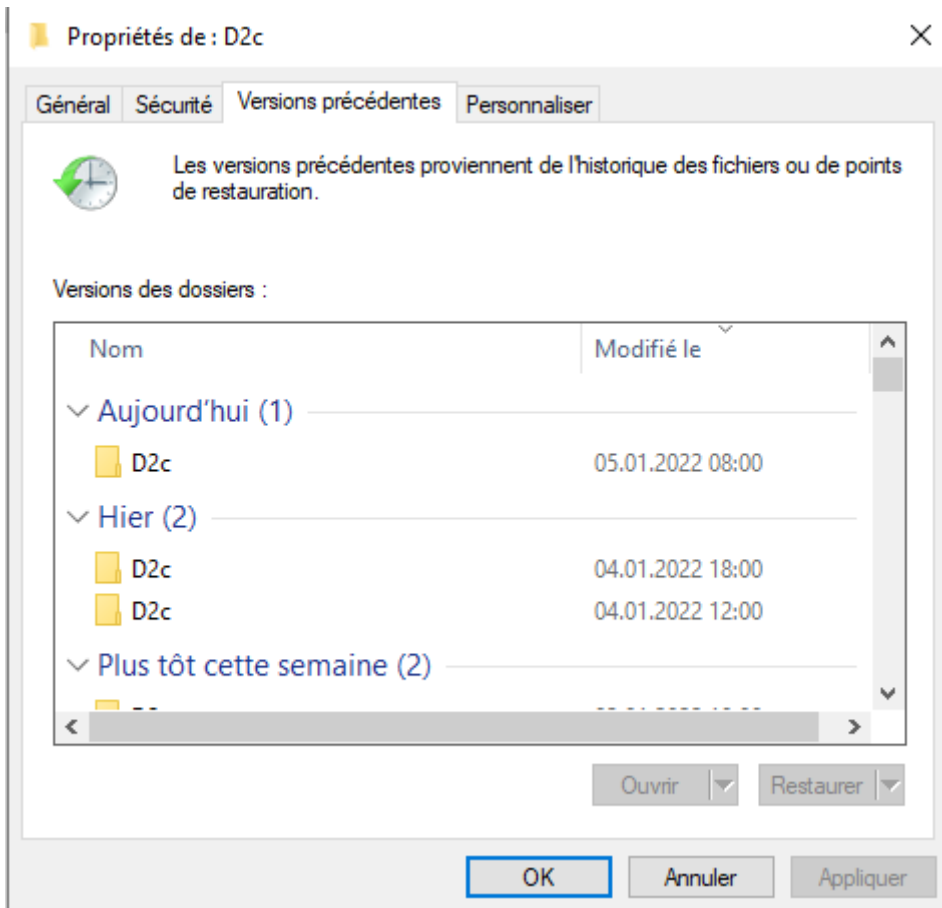 Propriétés de : D2c
Général Sécurité Versions précédentes Personnaliser
Les versions précédentes proviennent de l'historique des fichiers ou de points
de restauration.
Versions des dossiers :
Nom Modifié le
Aujourd'hui (1)
D2c 05.01.2022 08:00
Hier (2)
D2c 04.01.2022 18:00
D2c 04.01.2022 12:00
Plus tôt cette semaine (2)
Ouvrir Restaurer
OK Annuler Appliquer